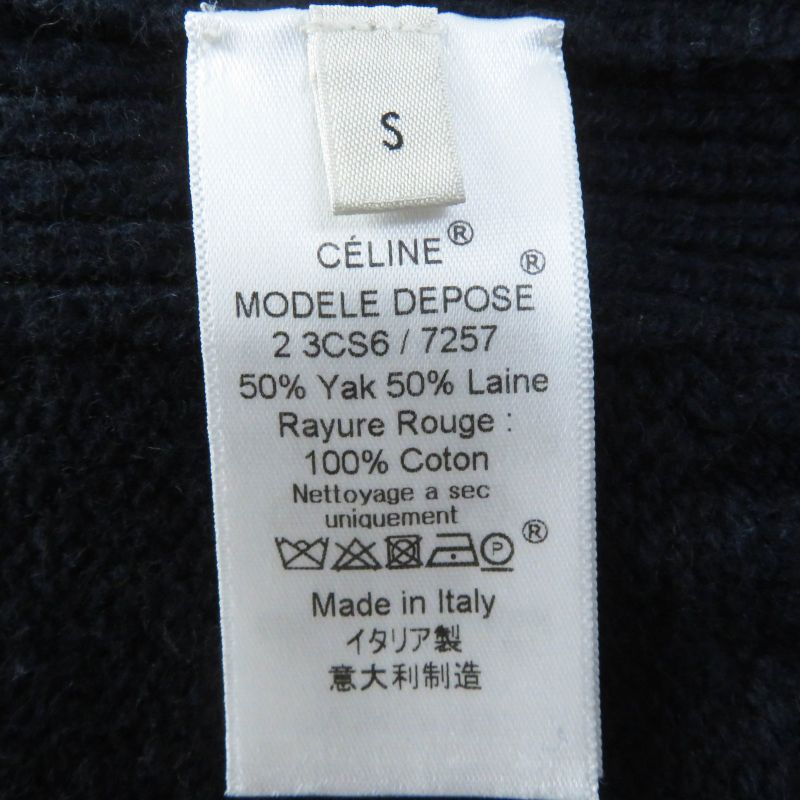 S
CÉLINE®
MODELE DEPOSE®
2 3CS6 / 7257
50% Yak 50% Laine
Rayure Rouge :
100% Coton
Nettoyage a sec
uniquement
P ®
Made in Italy
イタリア製
意大利制造